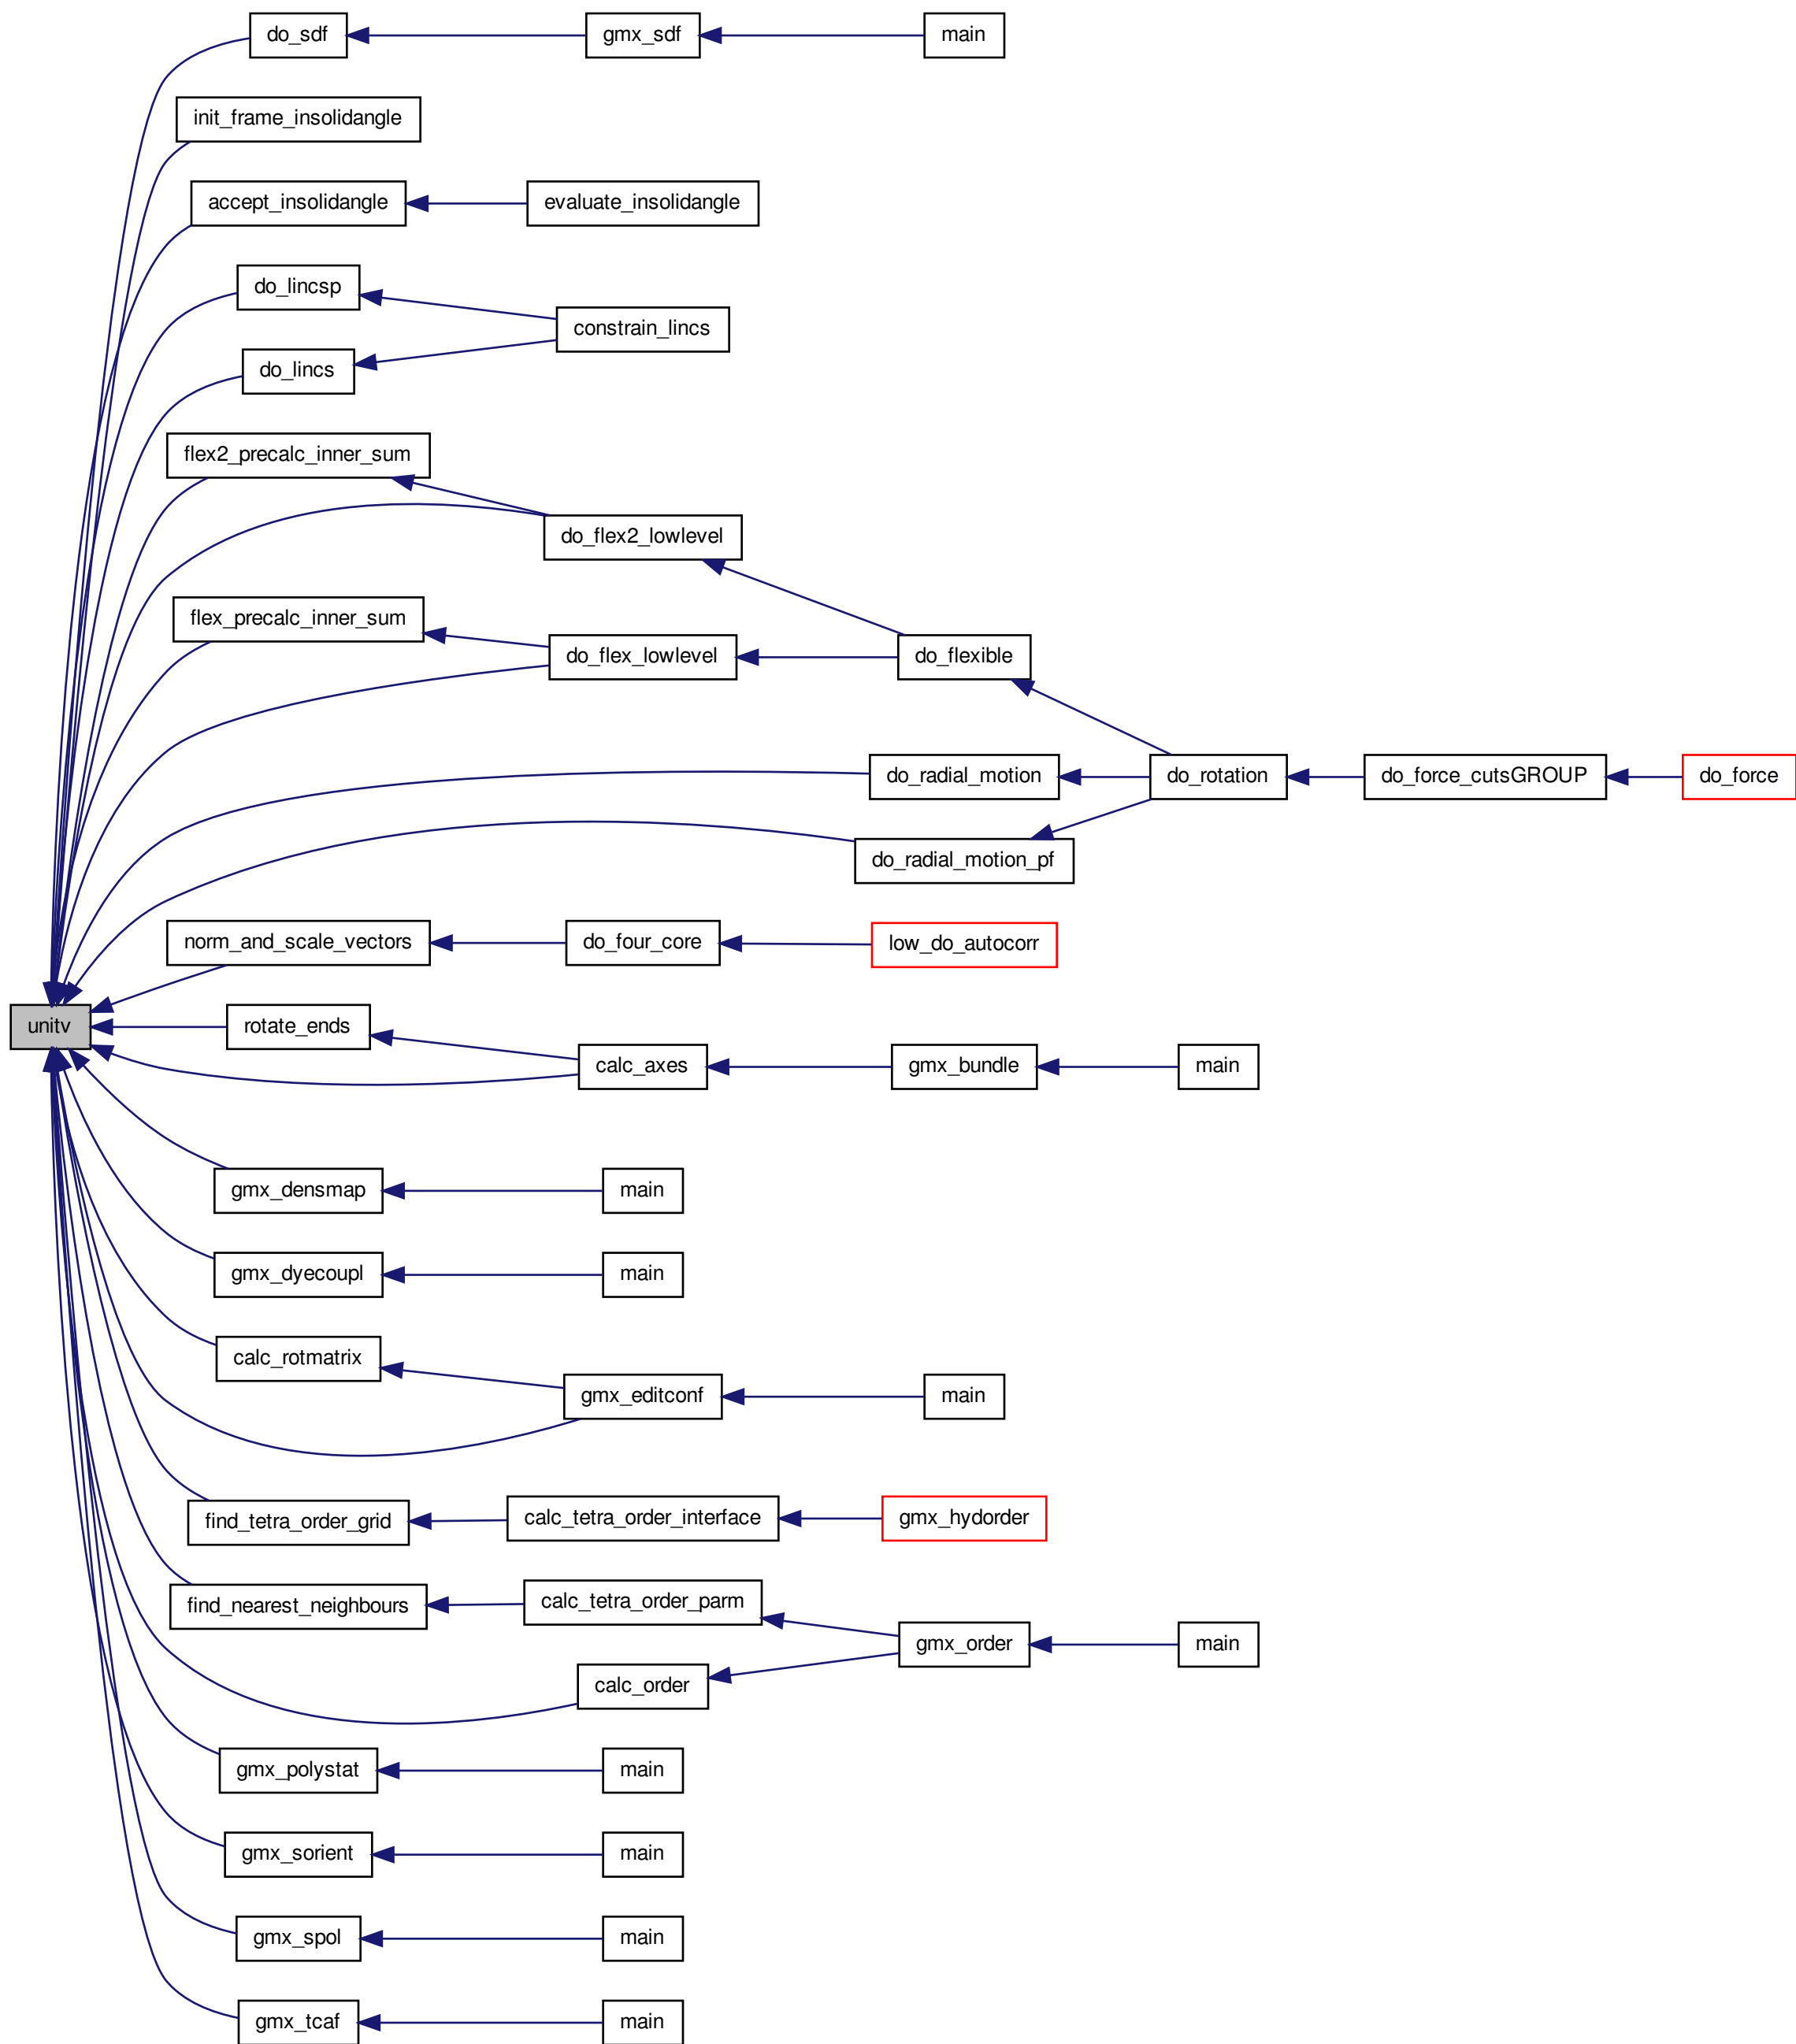 do_sdf
gmx_sdf
main
init_frame_insolidangle
accept_insolidangle
evaluate_insolidangle
do_lincsp
constrain_lincs
do_lincs
flex2_precalc_inner_sum
do_flex2_lowlevel
flex_precalc_inner_sum
do_flex_lowlevel
do_flexible
do_radial_motion
do_rotation
do_force_cutsGROUP
do_force
do_radial_motion_pf
norm_and_scale_vectors
do_four_core
low_do_autocorr
unitv
rotate_ends
calc_axes
gmx_bundle
main
gmx_densmap
main
gmx_dyecoupl
main
calc_rotmatrix
gmx_editconf
main
find_tetra_order_grid
calc_tetra_order_interface
gmx_hydorder
find_nearest_neighbours
calc_tetra_order_parm
gmx_order
main
calc_order
gmx_polystat
main
gmx_sorient
main
gmx_spol
main
gmx_tcaf
main